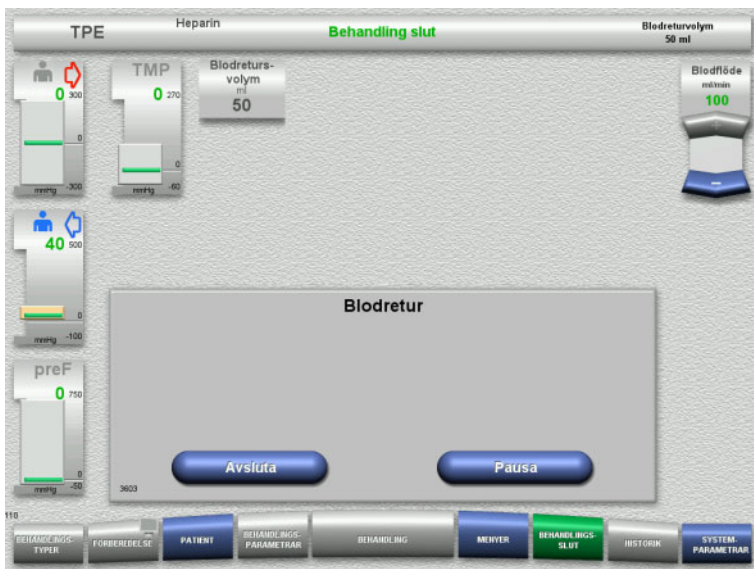 TPE
Heparin
Behandling slut
Blodreturvolym
50 ml
0
300
0
-300
mmHg
TMP
0
270
0
-60
mmHg
Blodreturs-
volym
ml
50
Blodflöde
ml/min
100
40
500
0
-100
mmHg
preF
0
750
0
-50
mmHg
Blodretur
Avsluta
Pausa
3603
110
BEHANDLINGS-
TYPER
FÖRBEREDELSE
PATIENT
BEHANDLINGS-
PARAMETRAR
BEHANDLING
MENYER
BEHANDLINGS-
SLUT
HISTORIK
SYSTEM-
PARAMETRAR